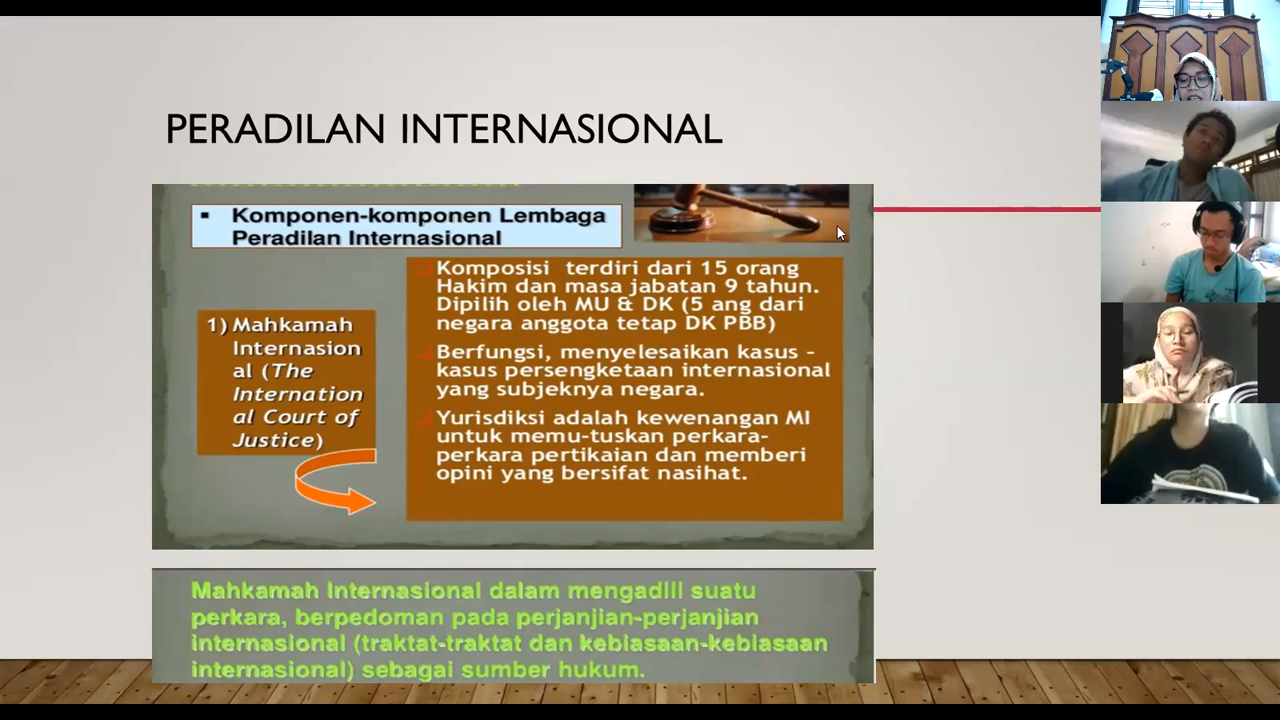 PERADILAN INTERNASIONAL
▪ Komponen-komponen Lembaga
Peradilan Internasional
1) Mahkamah
Internasion
al (The
Internation
al Court of
Justice)
Komposisi terdiri dari 15 orang
Hakim dan masa jabatan 9 tahun.
Dipilih oleh MU & DK (5 ang dari
negara anggota tetap DK PBB)
Berfungsi, menyelesaikan kasus –
kasus persengketaan internasional
yang subjeknya negara.
Yurisdiksi adalah kewenangan MI
untuk memu-tuskan perkara-
perkara pertikaian dan memberi
opini yang bersifat nasihat.
Mahkamah Internasional dalam mengadili suatu
perkara, berpedoman pada perjanjian-perjanjian
internasional (traktat-traktat dan kebiasaan-kebiasaan
internasional) sebagai sumber hukum.